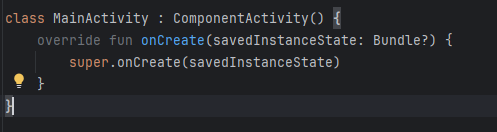 class MainActivity : ComponentActivity() {
    override fun onCreate(savedInstanceState: Bundle?) {
        super.onCreate(savedInstanceState)
    }
}